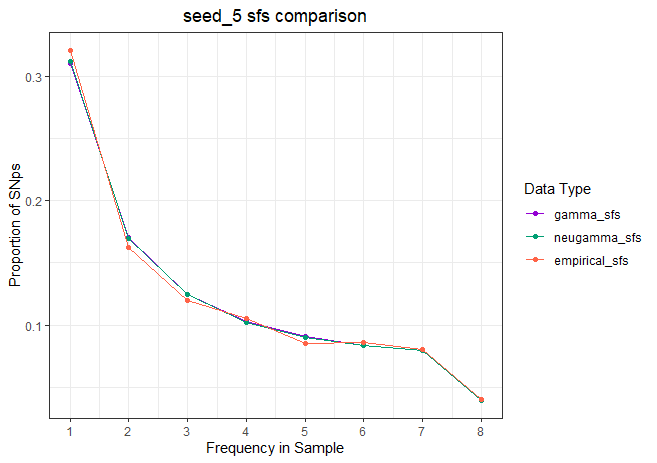 seed_5 sfs comparison
Proportion of SNps
0.3
0.2
0.1
1 2 3 4 5 6 7 8
Frequency in Sample
Data Type
gamma_sfs
neugamma_sfs
empirical_sfs